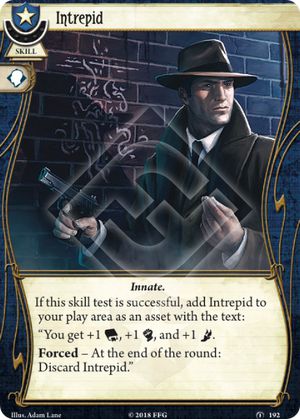 Intrepid
SKILL
Innate.
If this skill test is successful, add Intrepid to
your play area as an asset with the text:
"You get +1 , +1 , and +1 .
Forced – At the end of the round:
Discard Intrepid."
Illus. Adam Lane © 2018 FFG 192